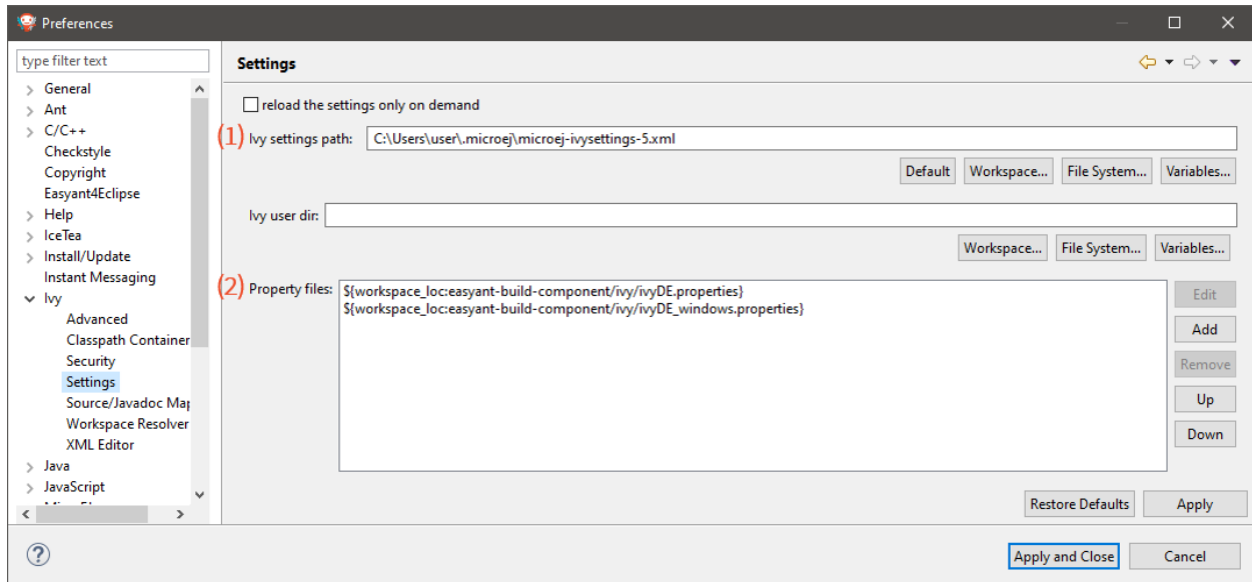 Preferences
type filter text
Settings
General
Ant
C/C++
Checkstyle
Copyright
Easyant4Eclipse
Help
IceTea
Install/Update
Instant Messaging
Ivy
Advanced
Classpath Container
Security
Settings
Source/Javadoc Map
Workspace Resolver
XML Editor
Java
JavaScript
reload the settings only on demand
(1) Ivy settings path: C:\Users\user\.microej\microej-ivysettings-5.xml
Default Workspace... File System... Variables...
Ivy user dir:
Workspace... File System... Variables...
(2) Property files: ${workspace_loc:easyant-build-component/ivy/ivyDE.properties}
${workspace_loc:easyant-build-component/ivy/ivyDE_windows.properties}
Edit
Add
Remove
Up
Down
Restore Defaults Apply
? Apply and Close Cancel